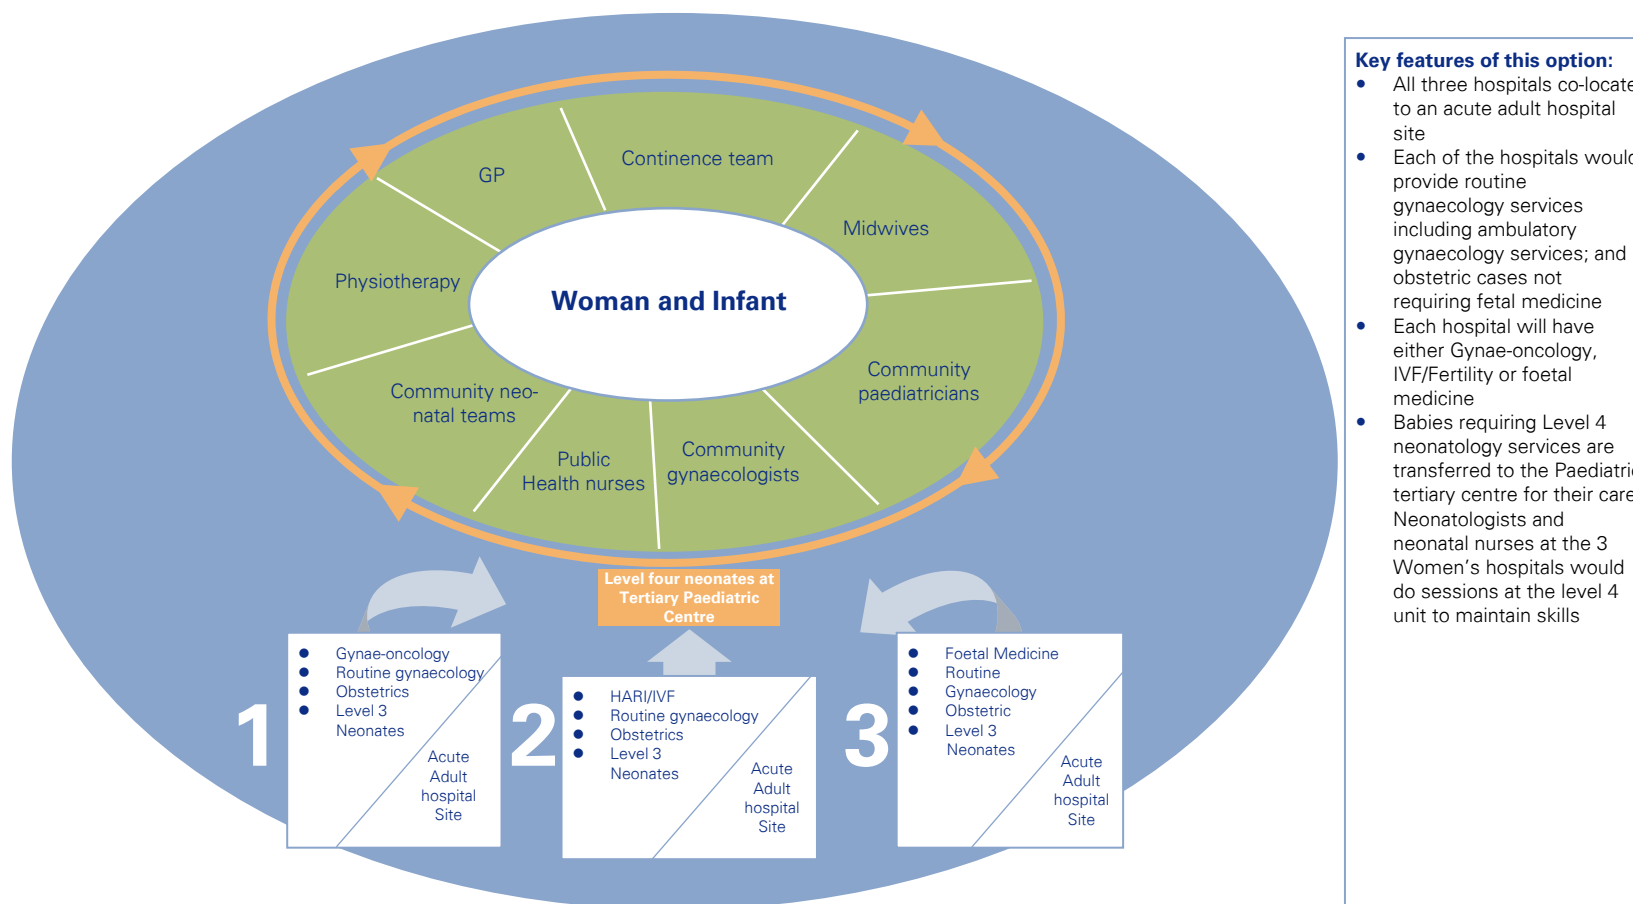 GP
Continence team
Midwives
Physiotherapy
Woman and Infant
Community
paediatricians
Community neo-
natal teams
Public
Health nurses
Community
gynaecologists
Level four neonates at
Tertiary Paediatric
Centre
1
● Gynae-oncology
● Routine gynaecology
● Obstetrics
● Level 3
Neonates
Acute
Adult
hospital
Site
2
● HARI/IVF
● Routine gynaecology
● Obstetrics
● Level 3
Neonates
Acute
Adult
hospital
Site
3
● Foetal Medicine
● Routine
● Gynaecology
● Obstetric
● Level 3
Neonates
Acute
Adult
hospital
Site
Key features of this option:
● All three hospitals co-locate
to an acute adult hospital
site
● Each of the hospitals would
provide routine
gynaecology services
including ambulatory
gynaecology services; and
obstetric cases not
requiring fetal medicine
● Each hospital will have
either Gynae-oncology,
IVF/Fertility or foetal
medicine
● Babies requiring Level 4
neonatology services are
transferred to the Paediatric
tertiary centre for their care
Neonatologists and
neonatal nurses at the 3
Women's hospitals would
do sessions at the level 4
unit to maintain skills